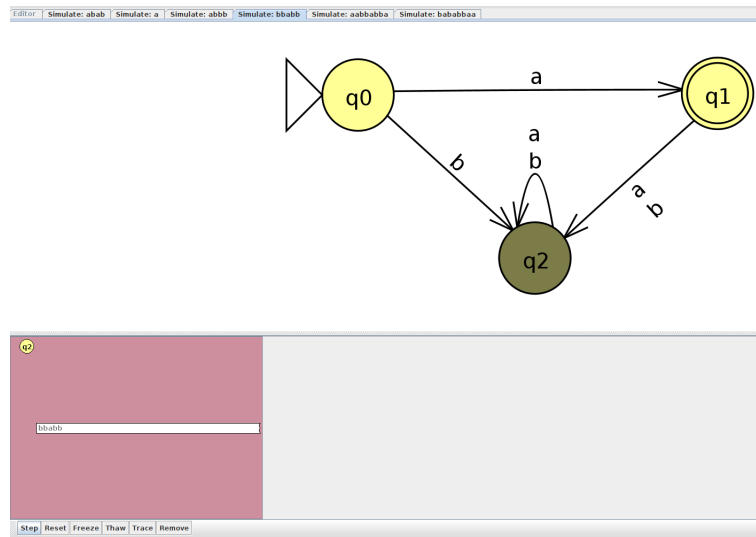 Editor Simulate: abab Simulate: a Simulate: abbb Simulate: bbabb Simulate: aabbabba Simulate: bababbaa
a
q0 q1
a
b b
a
b
q2
q2
bbabb
Step Reset Freeze Thaw Trace Remove